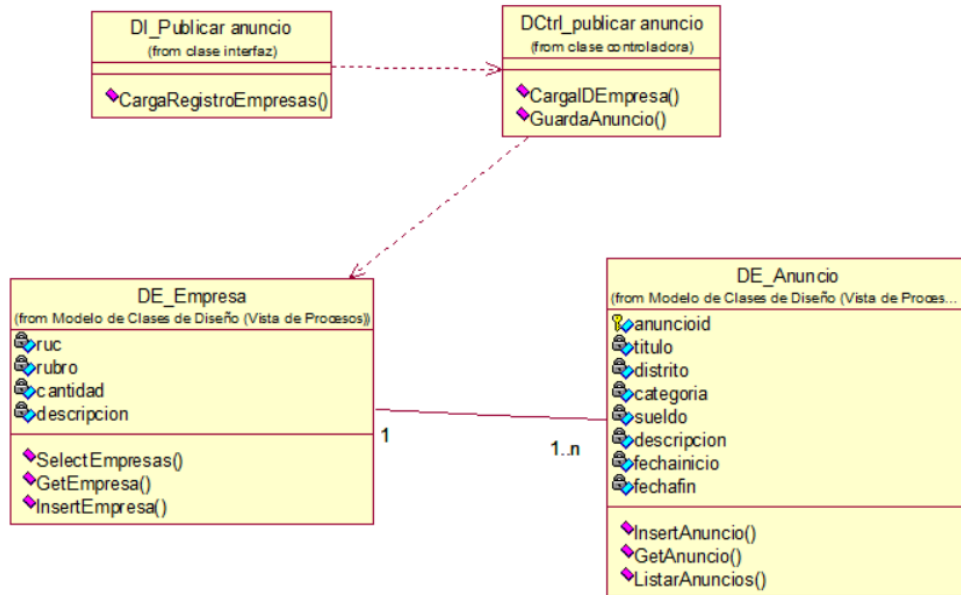 DI_Publicar anuncio
(from clase interfaz)
CargaRegistroEmpresas()
DCtrl_publicar anuncio
(from clase controladora)
CargaIDEmpresa()
GuardaAnuncio()
DE_Empresa
(from Modelo de Clases de Diseño (Vista de Procesos))
ruc
rubro
cantidad
descripcion
SelectEmpresas()
GetEmpresa()
InsertEmpresa()
1
1..n
DE_Anuncio
(from Modelo de Clases de Diseño (Vista de Proces...
anuncioid
titulo
distrito
categoria
sueldo
descripcion
fechainicio
fechafin
InsertAnuncio()
GetAnuncio()
ListarAnuncios()